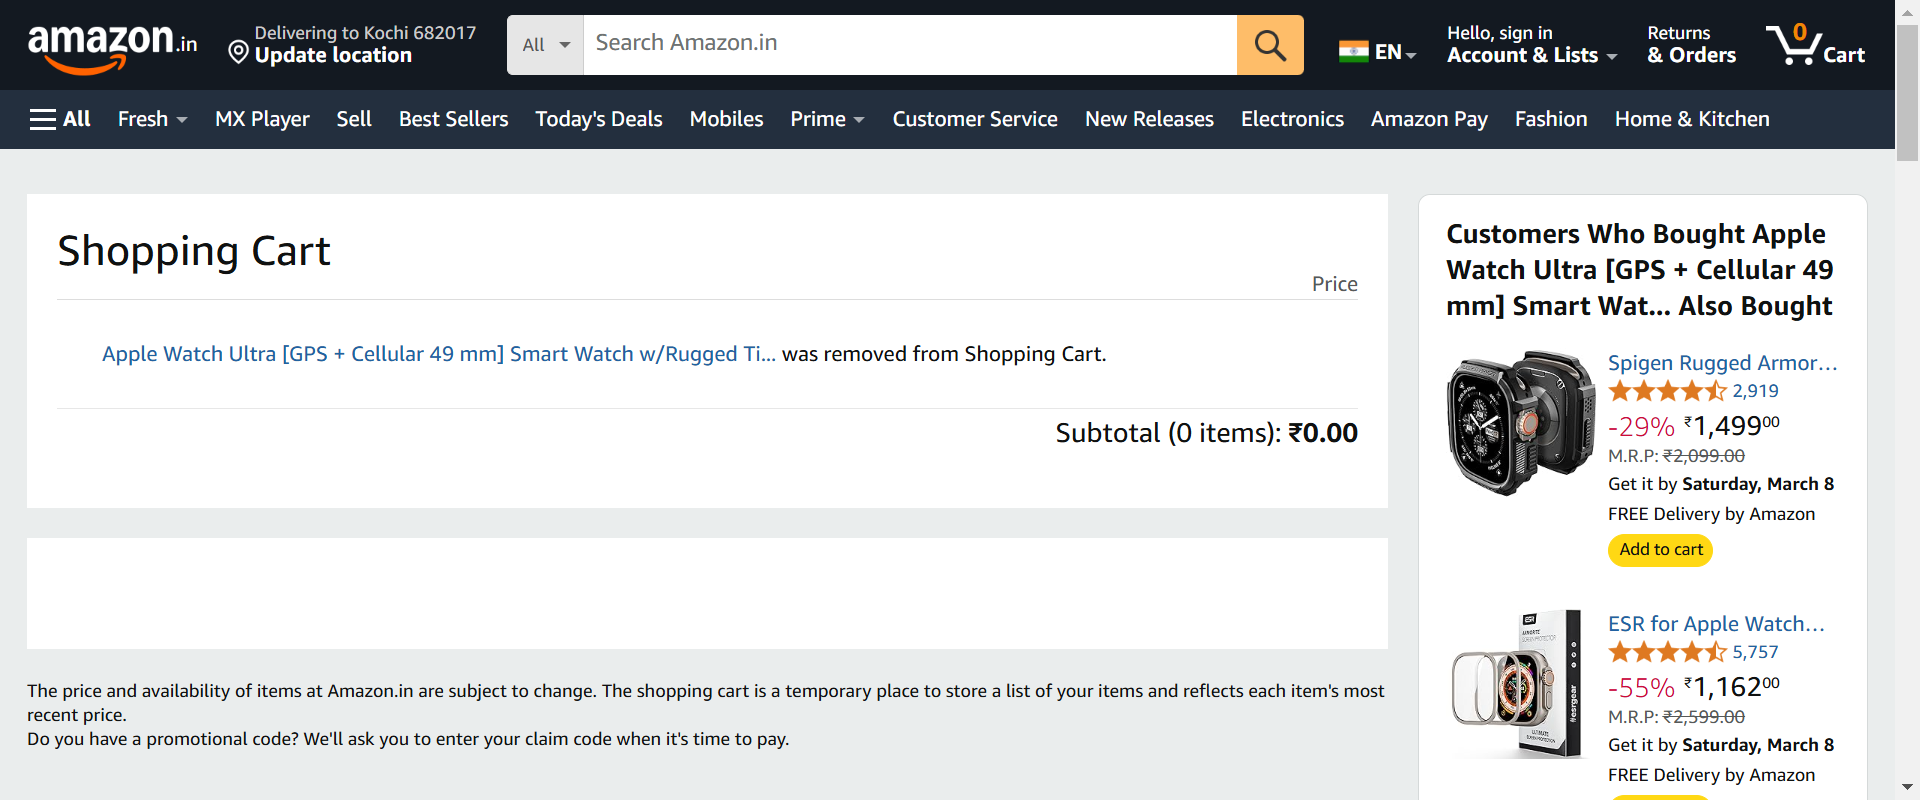 amazon.in
Delivering to Kochi 682017
Update location
All
Search Amazon.in
EN
Hello, sign in
Account & Lists
Returns
& Orders
0
Cart
All
Fresh
MX Player
Sell
Best Sellers
Today's Deals
Mobiles
Prime
Customer Service
New Releases
Electronics
Amazon Pay
Fashion
Home & Kitchen
Shopping Cart
Price
Apple Watch Ultra [GPS + Cellular 49 mm] Smart Watch w/Rugged Ti... was removed from Shopping Cart.
Subtotal (0 items): ₹0.00
The price and availability of items at Amazon.in are subject to change. The shopping cart is a temporary place to store a list of your items and reflects each item's most
recent price.
Do you have a promotional code? We'll ask you to enter your claim code when it's time to pay.
Customers Who Bought Apple
Watch Ultra [GPS + Cellular 49
mm] Smart Wat... Also Bought
Spigen Rugged Armor...
2,919
-29% ₹1,49900
M.R.P: ₹2,099.00
Get it by Saturday, March 8
FREE Delivery by Amazon
Add to cart
ESR
#esrgear
ULTIMATE
ESR for Apple Watch...
5,757
-55% ₹1,16200
M.R.P: ₹2,599.00
Get it by Saturday, March 8
FREE Delivery by Amazon